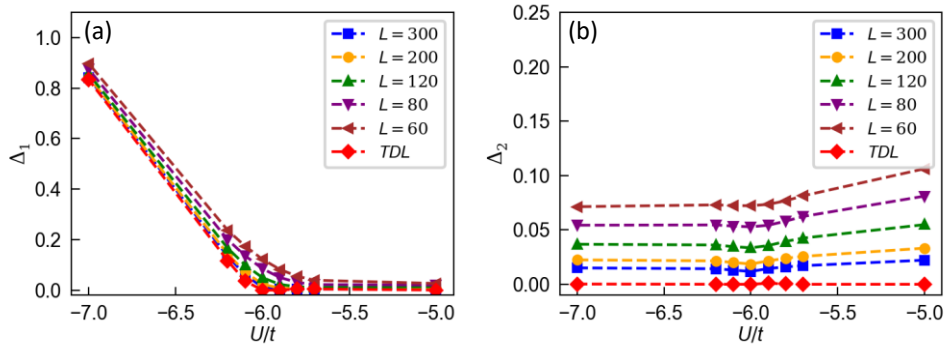 (a)
L = 300
L = 200
L = 120
L = 80
L = 60
TDL
Δ₁
1.0
0.8
0.6
0.4
0.2
0.0
−7.0 −6.5 −6.0 −5.5 −5.0
U/t
(b)
L = 300
L = 200
L = 120
L = 80
L = 60
TDL
Δ₂
0.25
0.20
0.15
0.10
0.05
0.00
−7.0 −6.5 −6.0 −5.5 −5.0
U/t